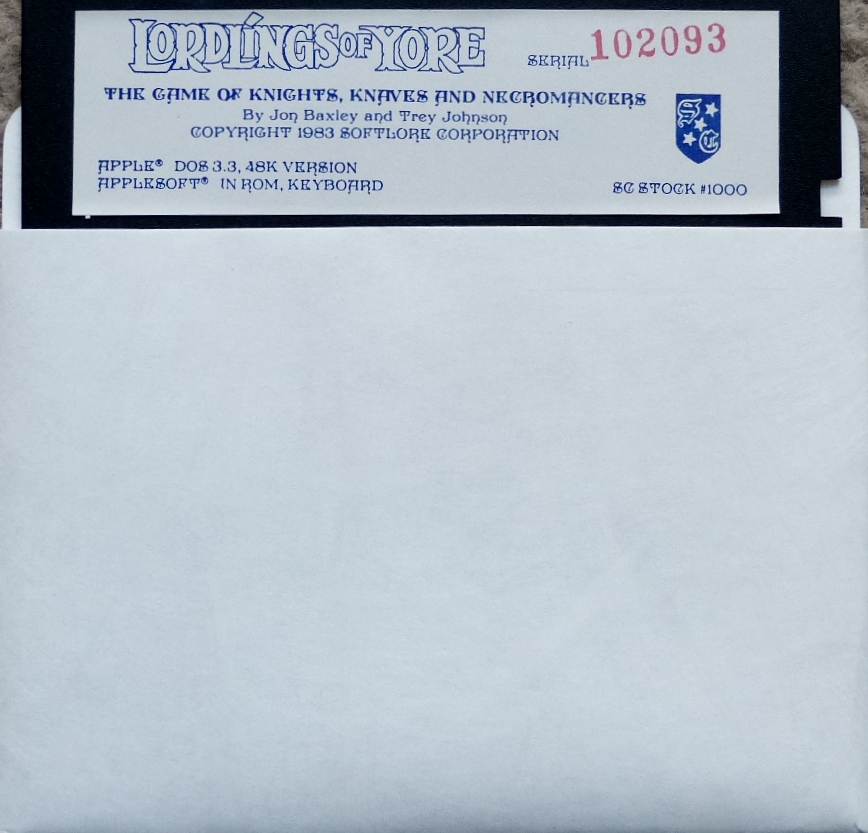 LORDLINGS OF YORE
SERIAL 102093
THE GAME OF KNIGHTS, KNAVES AND NECROMANCERS
By Jon Baxley and Trey Johnson
COPYRIGHT 1983 SOFTLORE CORPORATION
S C
APPLE® DOS 3.3, 48K VERSION
APPLESOFT® IN ROM, KEYBOARD
SC STOCK #1000